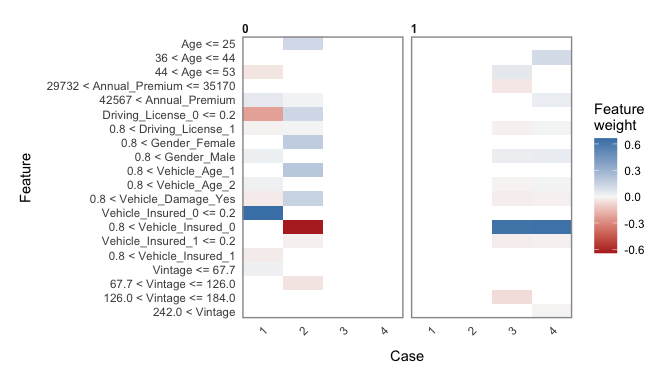 0
1
Age <= 25
36 < Age <= 44
44 < Age <= 53
29732 < Annual_Premium <= 35170
42567 < Annual_Premium
Driving_License_0 <= 0.2
0.8 < Driving_License_1
0.8 < Gender_Female
0.8 < Gender_Male
0.8 < Vehicle_Age_1
0.8 < Vehicle_Age_2
0.8 < Vehicle_Damage_Yes
Vehicle_Insured_0 <= 0.2
0.8 < Vehicle_Insured_0
Vehicle_Insured_1 <= 0.2
0.8 < Vehicle_Insured_1
Vintage <= 67.7
67.7 < Vintage <= 126.0
126.0 < Vintage <= 184.0
242.0 < Vintage
Feature
1 2 3 4
1 2 3 4
Case
Feature
weight
0.6
0.3
0.0
-0.3
-0.6